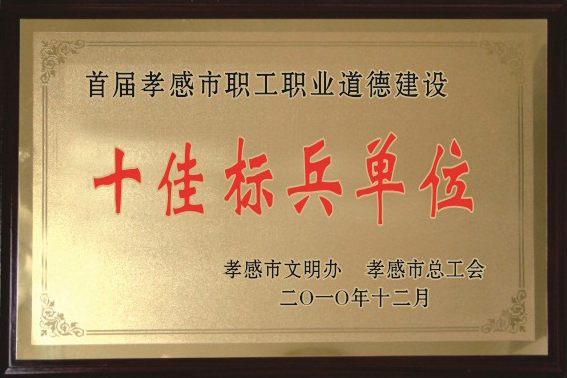 首届孝感市职工职业道德建设
十佳标兵单位
孝感市文明办 孝感市总工会
二〇一〇年十二月